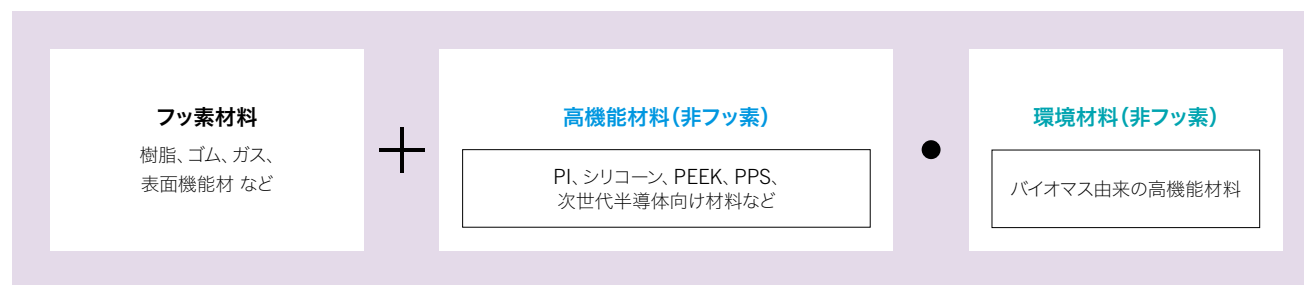 フッ素材料
樹脂、ゴム、ガス、
表面機能材 など
+
高機能材料(非フッ素)
PI、シリコーン、PEEK、PPS、
次世代半導体向け材料など
●
環境材料(非フッ素)
バイオマス由来の高機能材料